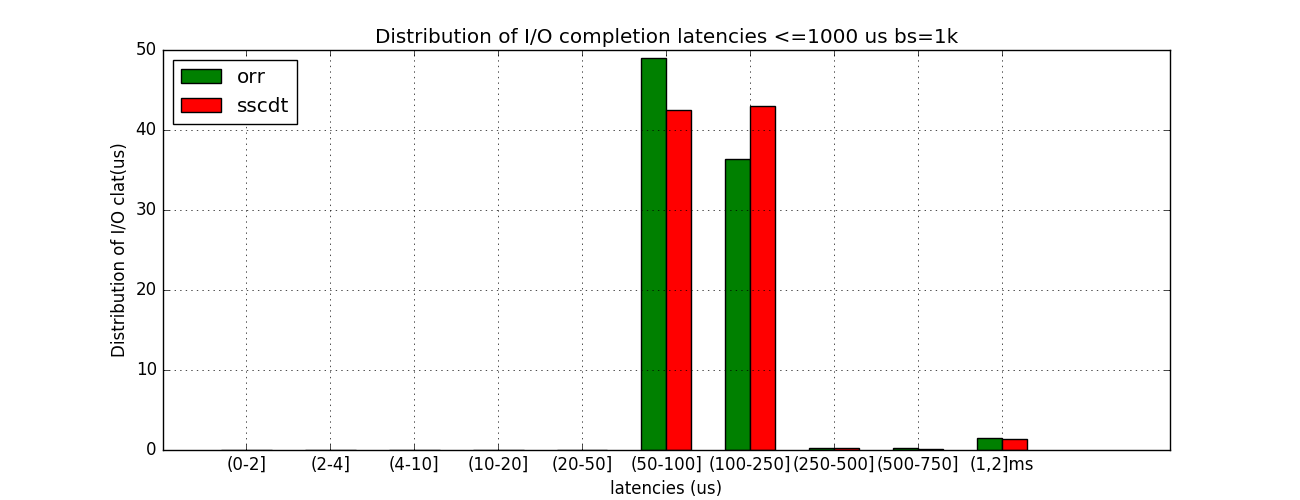 Distribution of I/O completion latencies <=1000 us bs=1k
orr
sscdt
Distribution of I/O clat(us)
50
40
30
20
10
0
(0-2] (2-4] (4-10] (10-20] (20-50] (50-100] (100-250] (250-500] (500-750] (1,2]ms
latencies (us)